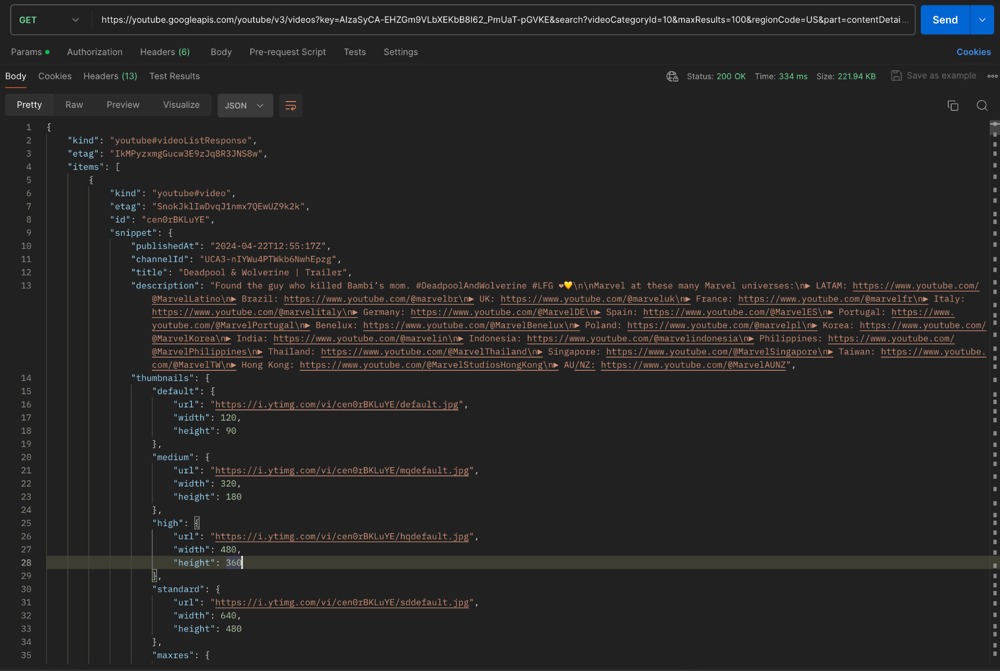 GET https://youtube.googleapis.com/youtube/v3/videos?key=AIzaSyCA-EHZGm9VLbXEKbB8I62_PmUaT-pGVKE&search?videoCategoryId=10&maxResults=100&regionCode=US&part=contentDetai... Send
Params Authorization Headers (6) Body Pre-request Script Tests Settings Cookies
Body Cookies Headers (13) Test Results Status: 200 OK Time: 334 ms Size: 221.94 KB Save as example
Pretty Raw Preview Visualize JSON
1 {
2 "kind": "youtube#videoListResponse",
3 "etag": "IkMPyzxmgGucw3E9zJq8R3JNS8w",
4 "items": [
5 {
6 "kind": "youtube#video",
7 "etag": "SnokJklIwDvqJ1nmx7QEwUZ9k2k",
8 "id": "cen0rBKLuYE",
9 "snippet": {
10 "publishedAt": "2024-04-22T12:55:17Z",
11 "channelId": "UCA3-nIYWu4PTWkb6NwhEpzg",
12 "title": "Deadpool & Wolverine | Trailer",
13 "description": "Found the guy who killed Bambi’s mom. #DeadpoolAndWolverine #LFG ❤💛\n\nMarvel at these many Marvel universes:\n► LATAM: https://www.youtube.com/
@MarvelLatino\n► Brazil: https://www.youtube.com/@marvelbr\n► UK: https://www.youtube.com/@marveluk\n► France: https://www.youtube.com/@marvelfr\n► Italy:
https://www.youtube.com/@marvelitaly\n► Germany: https://www.youtube.com/@MarvelDE\n► Spain: https://www.youtube.com/@MarvelES\n► Portugal: https://www.
youtube.com/@MarvelPortugal\n► Benelux: https://www.youtube.com/@MarvelBenelux\n► Poland: https://www.youtube.com/@marvelpl\n► Korea: https://www.youtube.com/
@MarvelKorea\n► India: https://www.youtube.com/@marvelin\n► Indonesia: https://www.youtube.com/@marvelindonesia\n► Philippines: https://www.youtube.com/
@MarvelPhilippines\n► Thailand: https://www.youtube.com/@MarvelThailand\n► Singapore: https://www.youtube.com/@MarvelSingapore\n► Taiwan: https://www.youtube.
com/@MarvelTW\n► Hong Kong: https://www.youtube.com/@MarvelStudiosHongKong\n► AU/NZ: https://www.youtube.com/@MarvelAUNZ",
14 "thumbnails": {
15 "default": {
16 "url": "https://i.ytimg.com/vi/cen0rBKLuYE/default.jpg",
17 "width": 120,
18 "height": 90
19 },
20 "medium": {
21 "url": "https://i.ytimg.com/vi/cen0rBKLuYE/mqdefault.jpg",
22 "width": 320,
23 "height": 180
24 },
25 "high": {
26 "url": "https://i.ytimg.com/vi/cen0rBKLuYE/hqdefault.jpg",
27 "width": 480,
28 "height": 360
29 },
30 "standard": {
31 "url": "https://i.ytimg.com/vi/cen0rBKLuYE/sddefault.jpg",
32 "width": 640,
33 "height": 480
34 },
35 "maxres": {